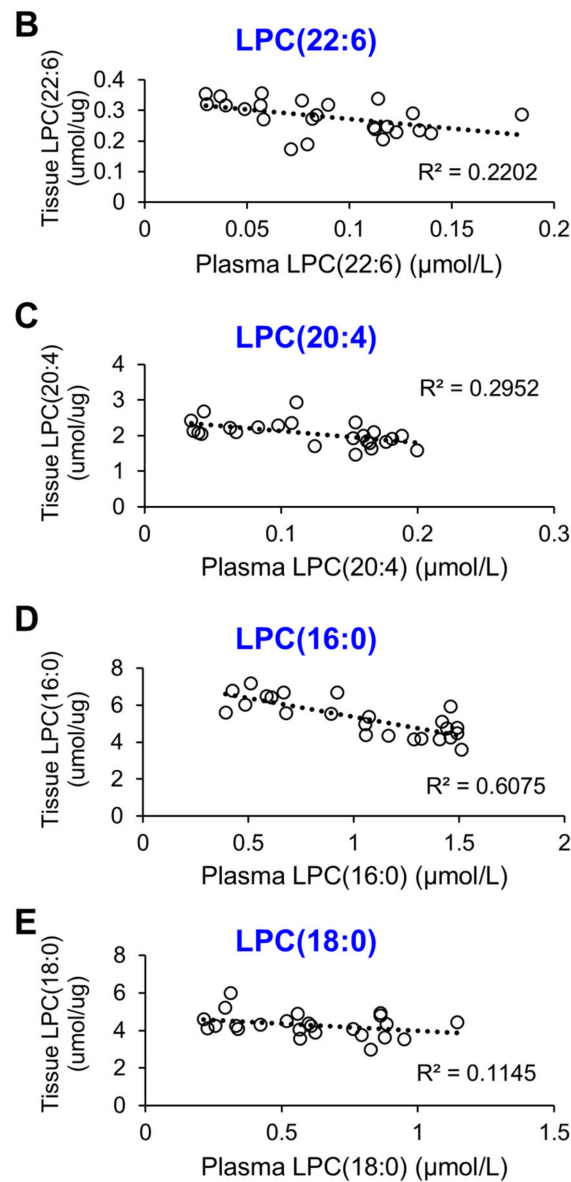 B
LPC(22:6)
Tissue LPC(22:6)
(umol/ug)
0.4
0.3
0.2
0.1
0
R² = 0.2202
0 0.05 0.1 0.15 0.2
Plasma LPC(22:6) (µmol/L)
C
LPC(20:4)
Tissue LPC(20:4)
(umol/ug)
4
3
2
1
0
R² = 0.2952
0 0.1 0.2 0.3
Plasma LPC(20:4) (µmol/L)
D
LPC(16:0)
Tissue LPC(16:0)
(umol/ug)
8
6
4
2
0
R² = 0.6075
0 0.5 1 1.5 2
Plasma LPC(16:0) (µmol/L)
E
LPC(18:0)
Tissue LPC(18:0)
(umol/ug)
8
6
4
2
0
R² = 0.1145
0 0.5 1 1.5
Plasma LPC(18:0) (µmol/L)